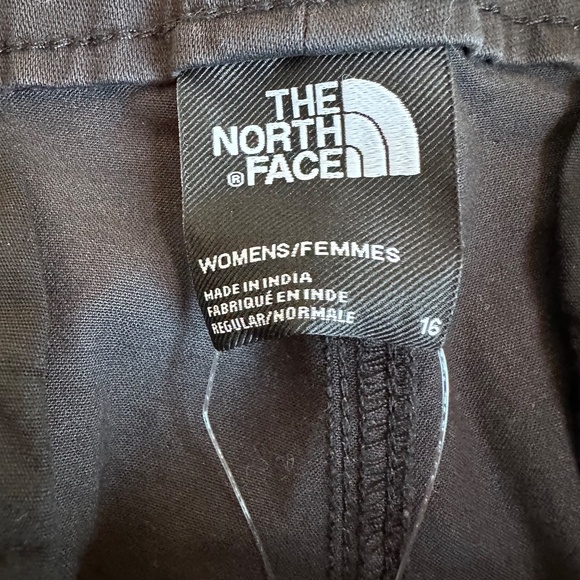 THE
NORTH
® FACE
WOMENS/FEMMES
MADE IN INDIA
FABRIQUÉ EN INDE
REGULAR/NORMALE 16